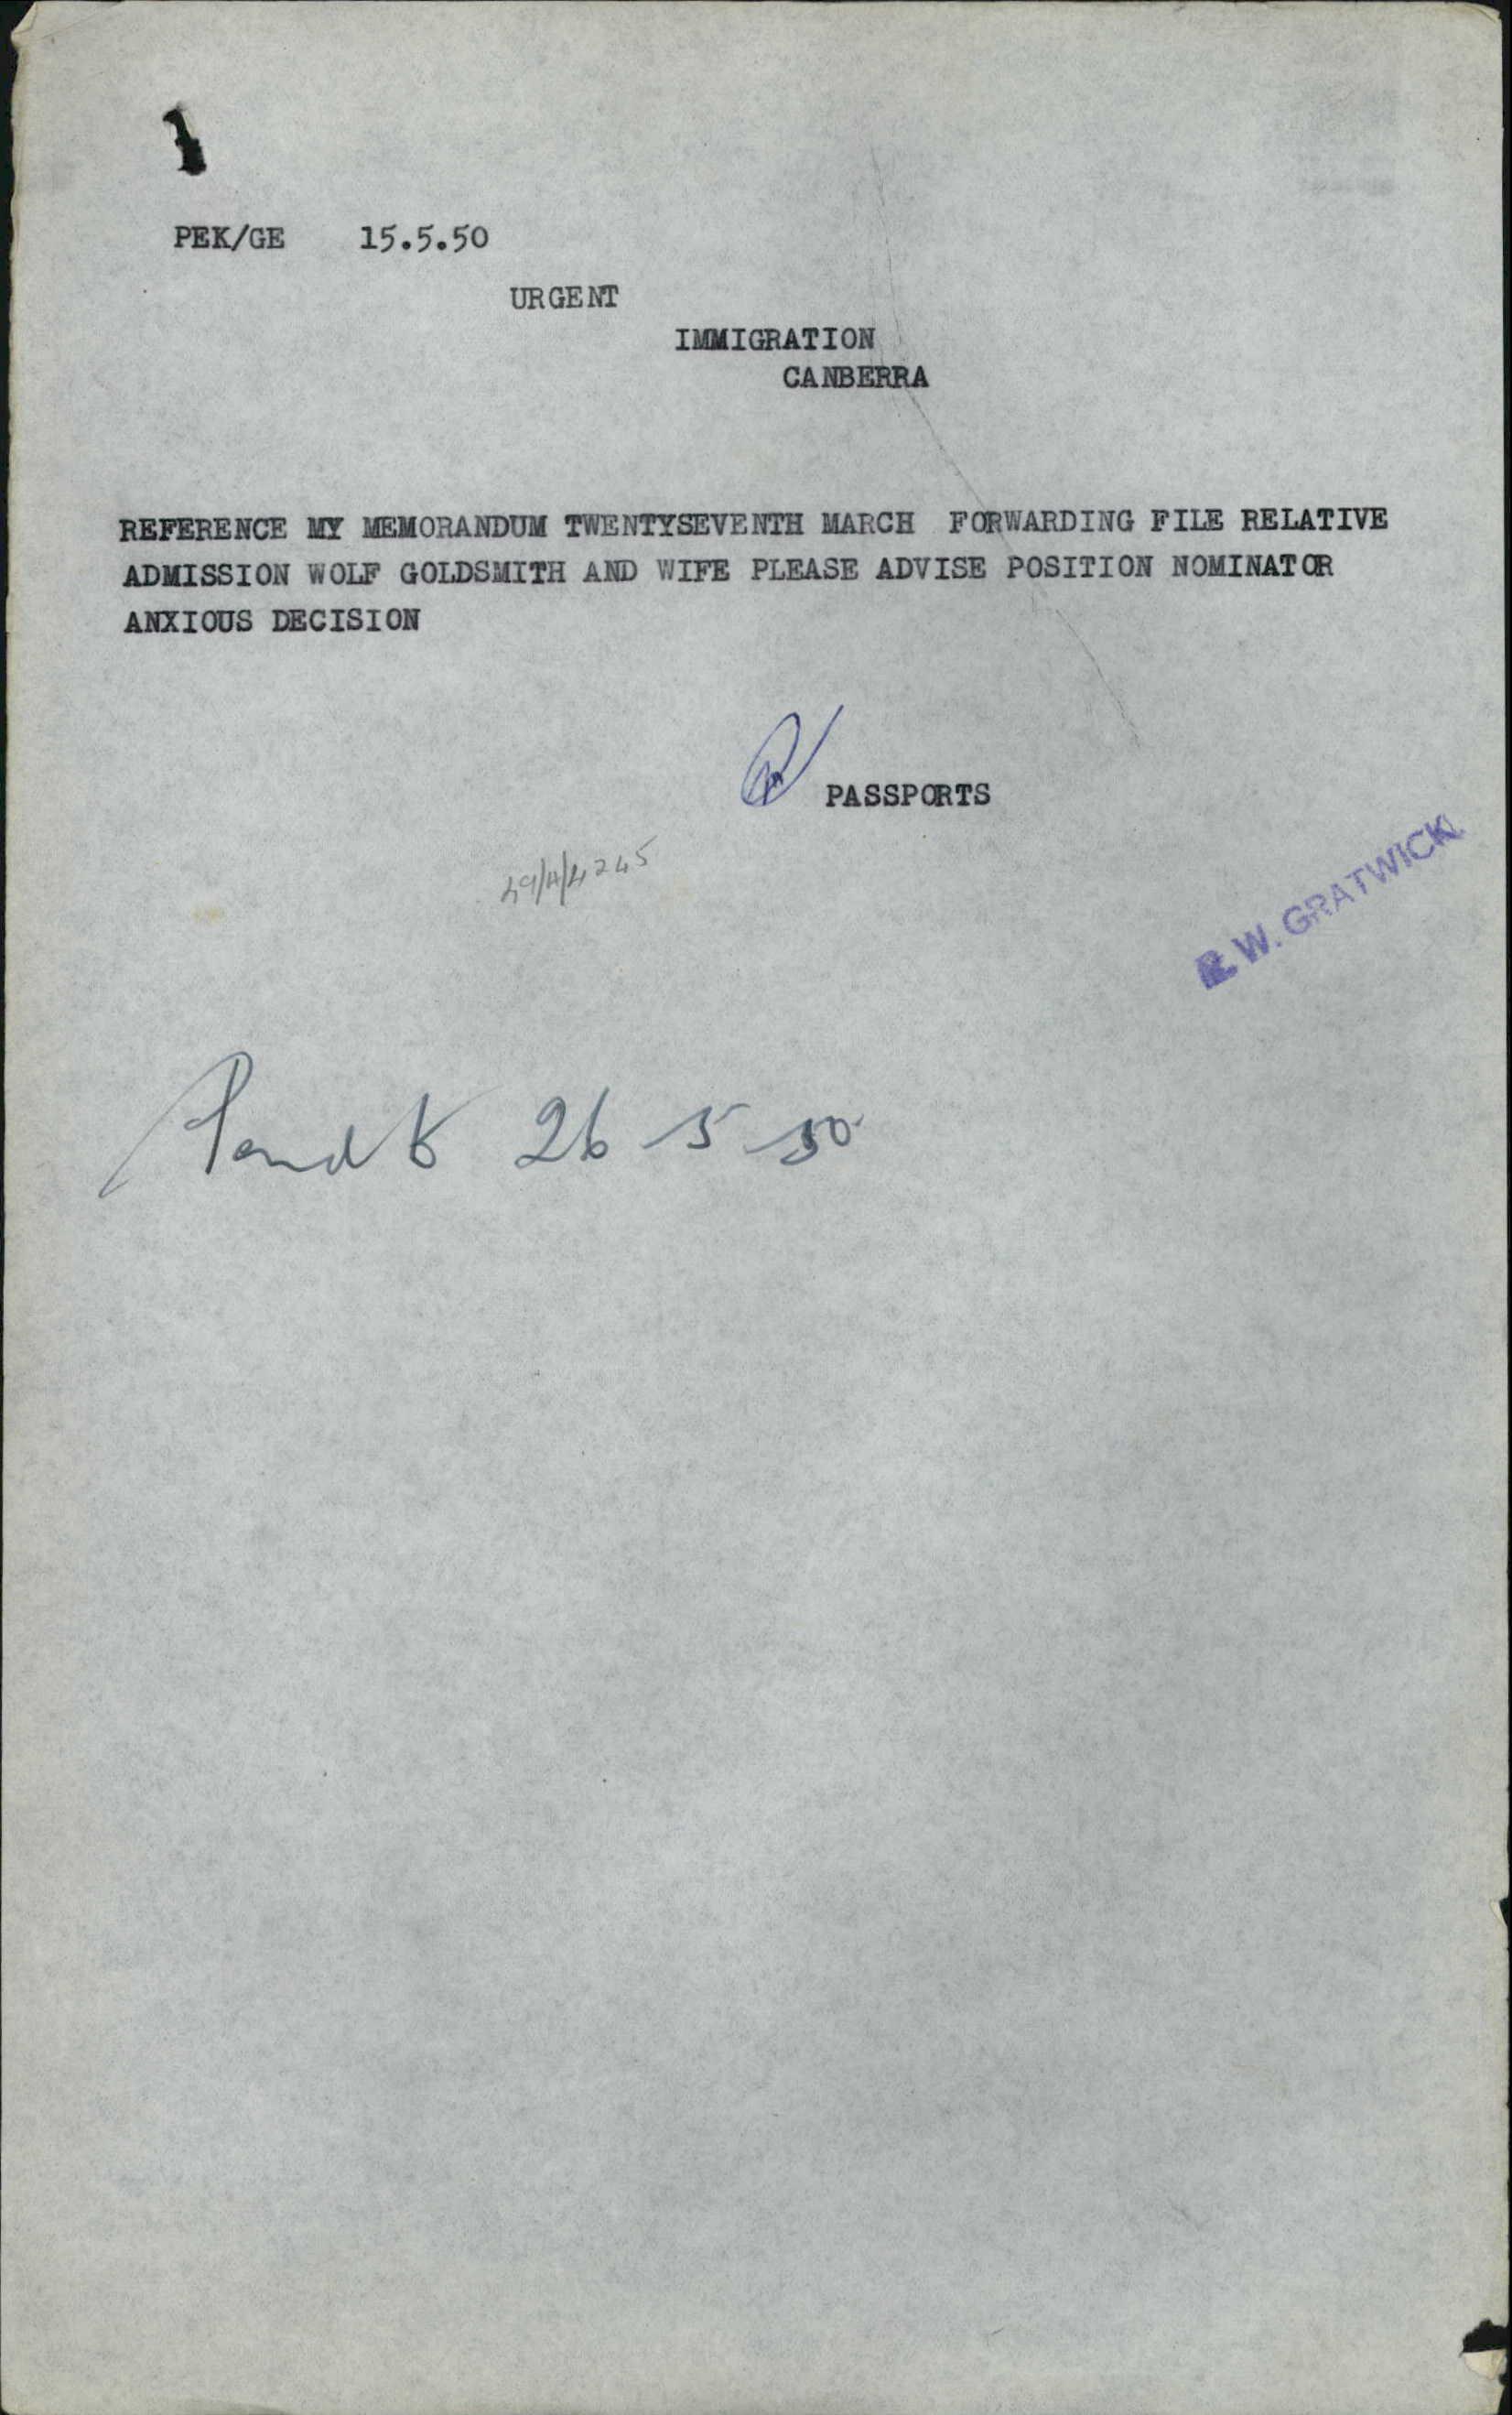 PEK/GE 15.5.50
URGENT
IMMIGRATION
CANBERRA
REFERENCE MY MEMORANDUM TWENTYSEVENTH MARCH FORWARDING FILE RELATIVE
ADMISSION WOLF GOLDSMITH AND WIFE PLEASE ADVISE POSITION NOMINATOR
ANXIOUS DECISION
PASSPORTS
W. GRATWICK
26 5 50